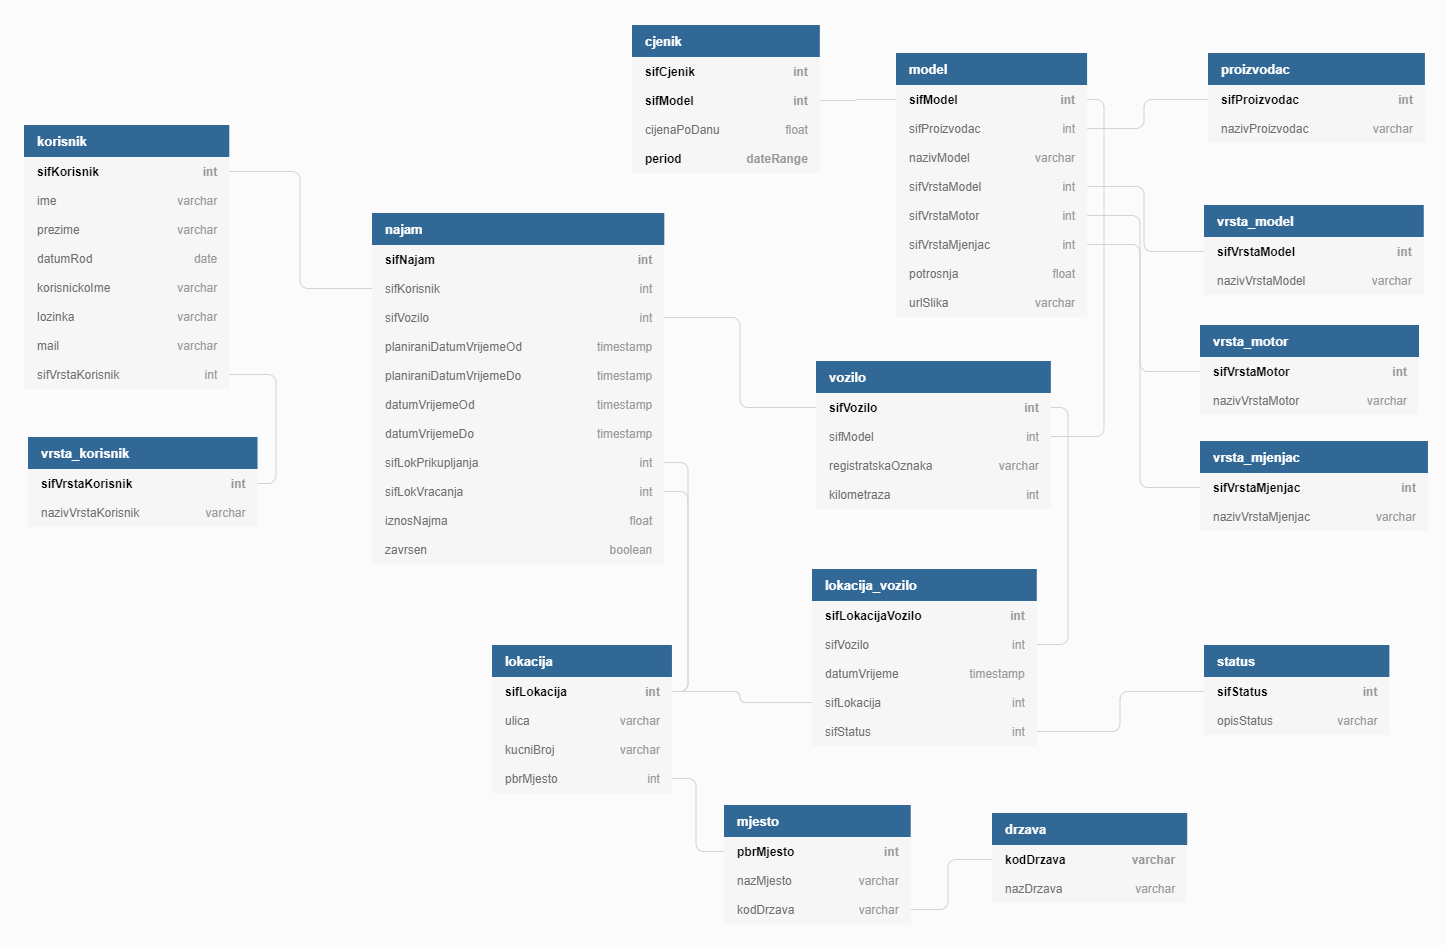 cjenik
sifCjenik int
sifModel int
cijenaPoDanu float
period dateRange
model
sifModel int
sifProizvodac int
nazivModel varchar
sifVrstaModel int
sifVrstaMotor int
sifVrstaMjenjac int
potrosnja float
urlSlika varchar
proizvodac
sifProizvodac int
nazivProizvodac varchar
korisnik
sifKorisnik int
ime varchar
prezime varchar
datumRod date
korisnickoIme varchar
lozinka varchar
mail varchar
sifVrstaKorisnik int
vrsta_model
sifVrstaModel int
nazivVrstaModel varchar
najam
sifNajam int
sifKorisnik int
sifVozilo int
planiraniDatumVrijemeOd timestamp
planiraniDatumVrijemeDo timestamp
datumVrijemeOd timestamp
datumVrijemeDo timestamp
sifLokPrikupljanja int
sifLokVracanja int
iznosNajma float
zavrsen boolean
vrsta_motor
sifVrstaMotor int
nazivVrstaMotor varchar
vozilo
sifVozilo int
sifModel int
registratskaOznaka varchar
kilometraza int
vrsta_korisnik
sifVrstaKorisnik int
nazivVrstaKorisnik varchar
vrsta_mjenjac
sifVrstaMjenjac int
nazivVrstaMjenjac varchar
lokacija_vozilo
sifLokacijaVozilo int
sifVozilo int
datumVrijeme timestamp
sifLokacija int
sifStatus int
lokacija
sifLokacija int
ulica varchar
kucniBroj varchar
pbrMjesto int
status
sifStatus int
opisStatus varchar
mjesto
pbrMjesto int
nazMjesto varchar
kodDrzava varchar
drzava
kodDrzava varchar
nazDrzava varchar